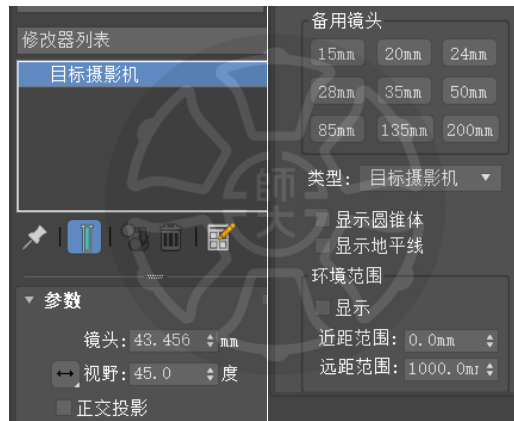 修改器列表
目标摄影机
参数
镜头: 43.456 mm
视野: 45.0 度
正交投影
备用镜头
15mm 20mm 24mm
28mm 35mm 50mm
85mm 135mm 200mm
类型: 目标摄影机
显示圆锥体
显示地平线
环境范围
显示
近距范围: 0.0mm
远距范围: 1000.0m
師大